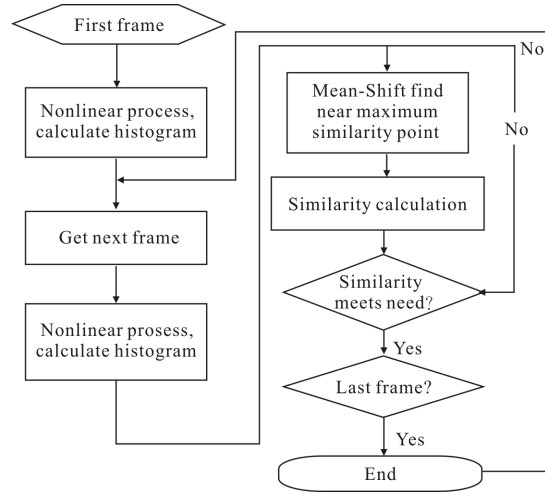 First frame
Nonlinear process,
calculate histogram
Get next frame
Nonlinear prosess,
calculate histogram
Mean-Shift find
near maximum
similarity point
Similarity calculation
Similarity
meets need?
Yes
Last frame?
Yes
End
No
No